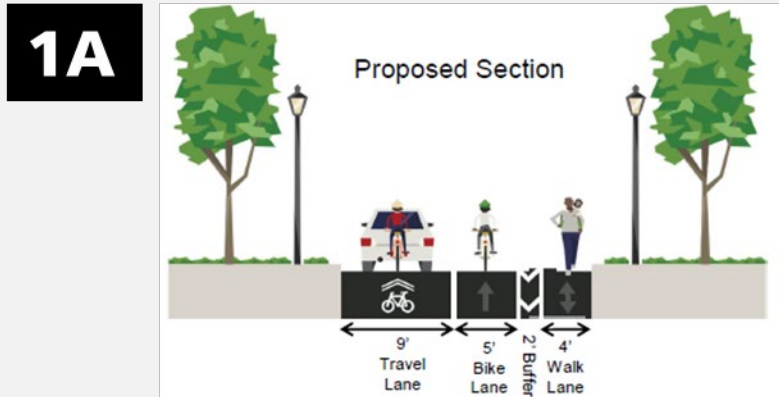 1A
Proposed Section
9'
Travel
Lane
5'
Bike
Lane
2' Buffer
4'
Walk
Lane